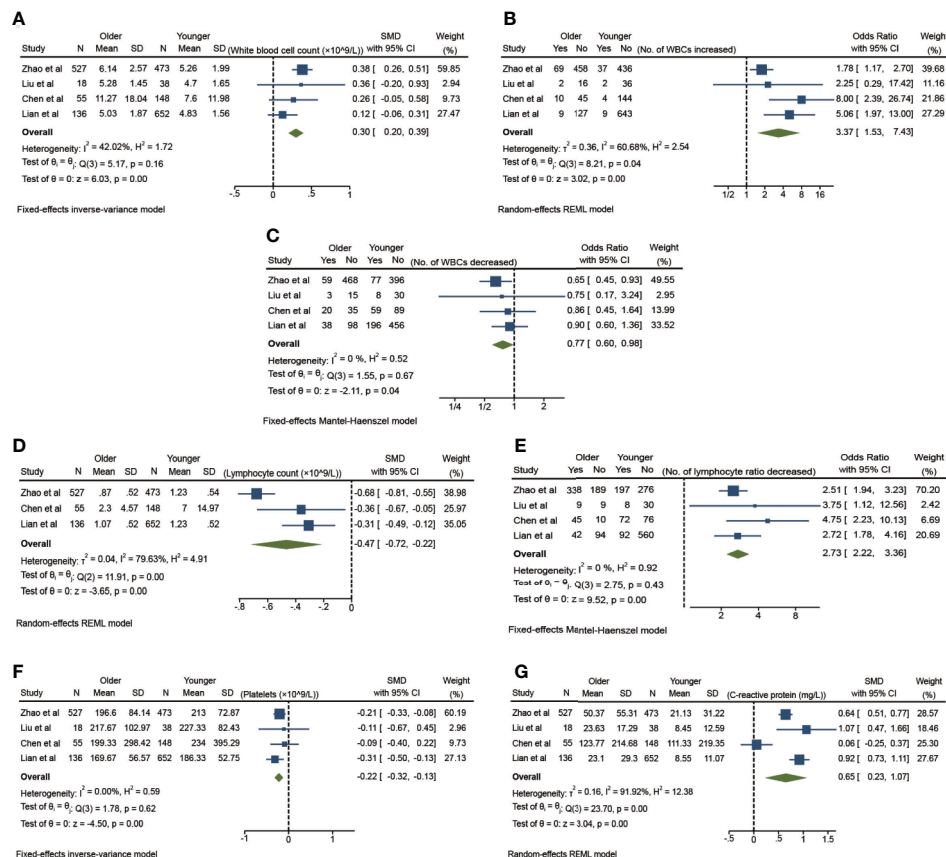 A
Older Younger SMD Weight
Study N Mean SD N Mean SD (White blood cell count (×10^9/L)) with 95% CI (%)
Zhao et al 527 6.14 2.57 473 5.26 1.99 0.38 [ 0.26, 0.51] 59.85
Liu et al 18 5.28 1.45 38 4.7 1.65 0.36 [ -0.20, 0.93] 2.94
Chen et al 55 11.27 18.04 148 7.6 11.98 0.26 [ -0.05, 0.58] 9.73
Lian et al 136 5.03 1.87 652 4.83 1.56 0.12 [ -0.06, 0.31] 27.47
Overall 0.30 [ 0.20, 0.39]
Heterogeneity: I² = 42.02%, H² = 1.72
Test of θi = θj: Q(3) = 5.17, p = 0.16
Test of θ = 0: z = 6.03, p = 0.00
-.5 0 .5 1
Fixed-effects inverse-variance model
B
Older Younger Odds Ratio Weight
Study Yes No Yes No (No. of WBCs increased) with 95% CI (%)
Zhao et al 69 458 37 436 1.78 [ 1.17, 2.70] 39.68
Liu et al 2 16 2 36 2.25 [ 0.29, 17.42] 11.16
Chen et al 10 45 4 144 8.00 [ 2.39, 26.74] 21.86
Lian et al 9 127 9 643 5.06 [ 1.97, 13.00] 27.29
Overall 3.37 [ 1.53, 7.43]
Heterogeneity: τ² = 0.36, I² = 60.68%, H² = 2.54
Test of θi = θj: Q(3) = 8.21, p = 0.04
Test of θ = 0: z = 3.02, p = 0.00
1/2 1 2 4 8 16
Random-effects REML model
C
Older Younger Odds Ratio Weight
Study Yes No Yes No (No. of WBCs decreased) with 95% CI (%)
Zhao et al 59 468 77 396 0.65 [ 0.45, 0.93] 49.55
Liu et al 3 15 8 30 0.75 [ 0.17, 3.24] 2.95
Chen et al 20 35 59 89 0.86 [ 0.45, 1.64] 13.99
Lian et al 38 98 196 456 0.90 [ 0.60, 1.36] 33.52
Overall 0.77 [ 0.60, 0.98]
Heterogeneity: I² = 0 %, H² = 0.52
Test of θi = θj: Q(3) = 1.55, p = 0.67
Test of θ = 0: z = -2.11, p = 0.04
1/4 1/2 1 2
Fixed-effects Mantel-Haenszel model
D
Older Younger SMD Weight
Study N Mean SD N Mean SD (Lymphocyte count (×10^9/L)) with 95% CI (%)
Zhao et al 527 .87 .52 473 1.23 .54 -0.68 [ -0.81, -0.55] 38.98
Chen et al 55 2.3 4.57 148 7 14.97 -0.36 [ -0.67, -0.05] 25.97
Lian et al 136 1.07 .52 652 1.23 .52 -0.31 [ -0.49, -0.12] 35.05
Overall -0.47 [ -0.72, -0.22]
Heterogeneity: τ² = 0.04, I² = 79.63%, H² = 4.91
Test of θi = θj: Q(2) = 11.91, p = 0.00
Test of θ = 0: z = -3.65, p = 0.00
-.8 -.6 -.4 -.2 0
Random-effects REML model
E
Older Younger Odds Ratio Weight
Study Yes No Yes No (No. of lymphocyte ratio decreased) with 95% CI (%)
Zhao et al 338 189 197 276 2.51 [ 1.94, 3.23] 70.20
Liu et al 9 9 8 30 3.75 [ 1.12, 12.56] 2.42
Chen et al 45 10 72 76 4.75 [ 2.23, 10.13] 6.69
Lian et al 42 94 92 560 2.72 [ 1.78, 4.16] 20.69
Overall 2.73 [ 2.22, 3.36]
Heterogeneity: I² = 0 %, H² = 0.92
Test of θi = θj: Q(3) = 2.75, p = 0.43
Test of θ = 0: z = 9.52, p = 0.00
2 4 8
Fixed-effects Mantel-Haenszel model
F
Older Younger SMD Weight
Study N Mean SD N Mean SD (Platelets (×10^9/L)) with 95% CI (%)
Zhao et al 527 196.6 84.14 473 213 72.87 -0.21 [ -0.33, -0.08] 60.19
Liu et al 18 217.67 102.97 38 227.33 82.43 -0.11 [ -0.67, 0.45] 2.96
Chen et al 55 199.33 298.42 148 234 395.29 -0.09 [ -0.40, 0.22] 9.73
Lian et al 136 169.67 56.57 652 186.33 52.75 -0.31 [ -0.50, -0.13] 27.13
Overall -0.22 [ -0.32, -0.13]
Heterogeneity: I² = 0.00%, H² = 0.59
Test of θi = θj: Q(3) = 1.78, p = 0.62
Test of θ = 0: z = -4.50, p = 0.00
-1 0 1
Fixed-effects inverse-variance model
G
Older Younger SMD Weight
Study N Mean SD N Mean SD (C-reactive protein (mg/L)) with 95% CI (%)
Zhao et al 527 50.37 55.31 473 21.13 31.22 0.64 [ 0.51, 0.77] 28.57
Liu et al 18 23.63 17.29 38 8.45 12.59 1.07 [ 0.47, 1.66] 18.46
Chen et al 55 123.77 214.68 148 111.33 219.35 0.06 [ -0.25, 0.37] 25.30
Lian et al 136 23.1 29.3 652 8.55 11.07 0.92 [ 0.73, 1.11] 27.67
Overall 0.65 [ 0.23, 1.07]
Heterogeneity: τ² = 0.16, I² = 91.92%, H² = 12.38
Test of θi = θj: Q(3) = 23.70, p = 0.00
Test of θ = 0: z = 3.04, p = 0.00
-.5 0 .5 1 1.5
Random-effects REML model